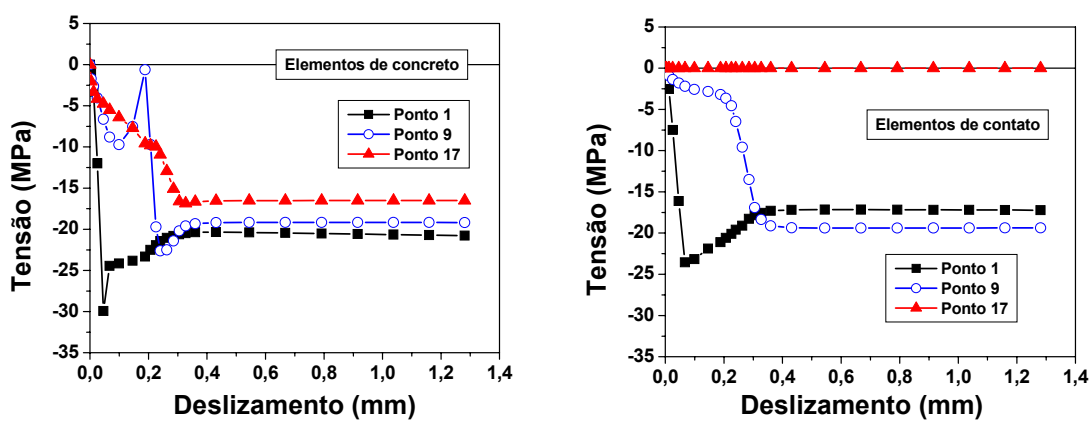 5
0
-5
-10
-15
-20
-25
-30
-35
Tensão (MPa)
Elementos de concreto
Ponto 1
Ponto 9
Ponto 17
0,0 0,2 0,4 0,6 0,8 1,0 1,2 1,4
Deslizamento (mm)
5
0
-5
-10
-15
-20
-25
-30
-35
Tensão (MPa)
Elementos de contato
Ponto 1
Ponto 9
Ponto 17
0,0 0,2 0,4 0,6 0,8 1,0 1,2 1,4
Deslizamento (mm)